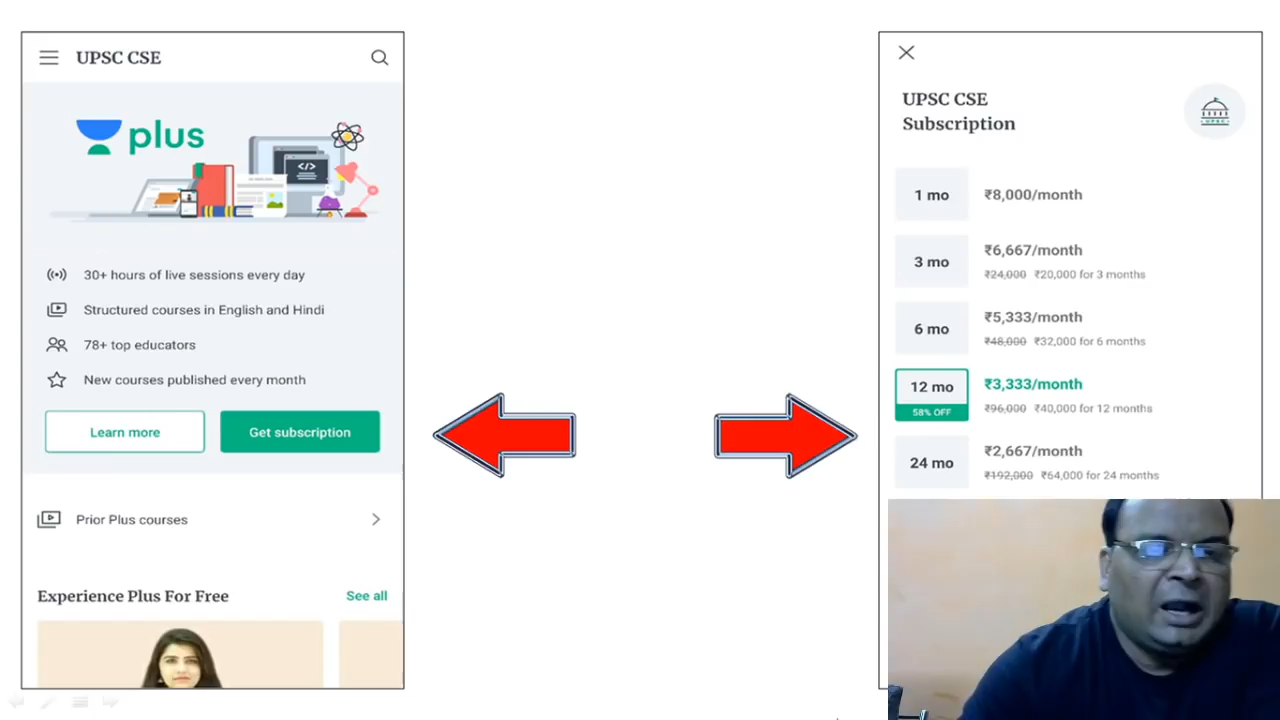 UPSC CSE
plus
</>
30+ hours of live sessions every day
Structured courses in English and Hindi
78+ top educators
New courses published every month
Learn more
Get subscription
Prior Plus courses
Experience Plus For Free
See all
UPSC CSE
Subscription
UPSC
1 mo
₹8,000/month
3 mo
₹6,667/month
₹24,000 ₹20,000 for 3 months
6 mo
₹5,333/month
₹48,000 ₹32,000 for 6 months
12 mo
58% OFF
₹3,333/month
₹96,000 ₹40,000 for 12 months
24 mo
₹2,667/month
₹192,000 ₹64,000 for 24 months